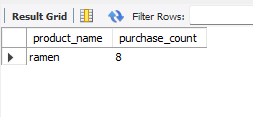 Result Grid Filter Rows:
product_name purchase_count
ramen 8